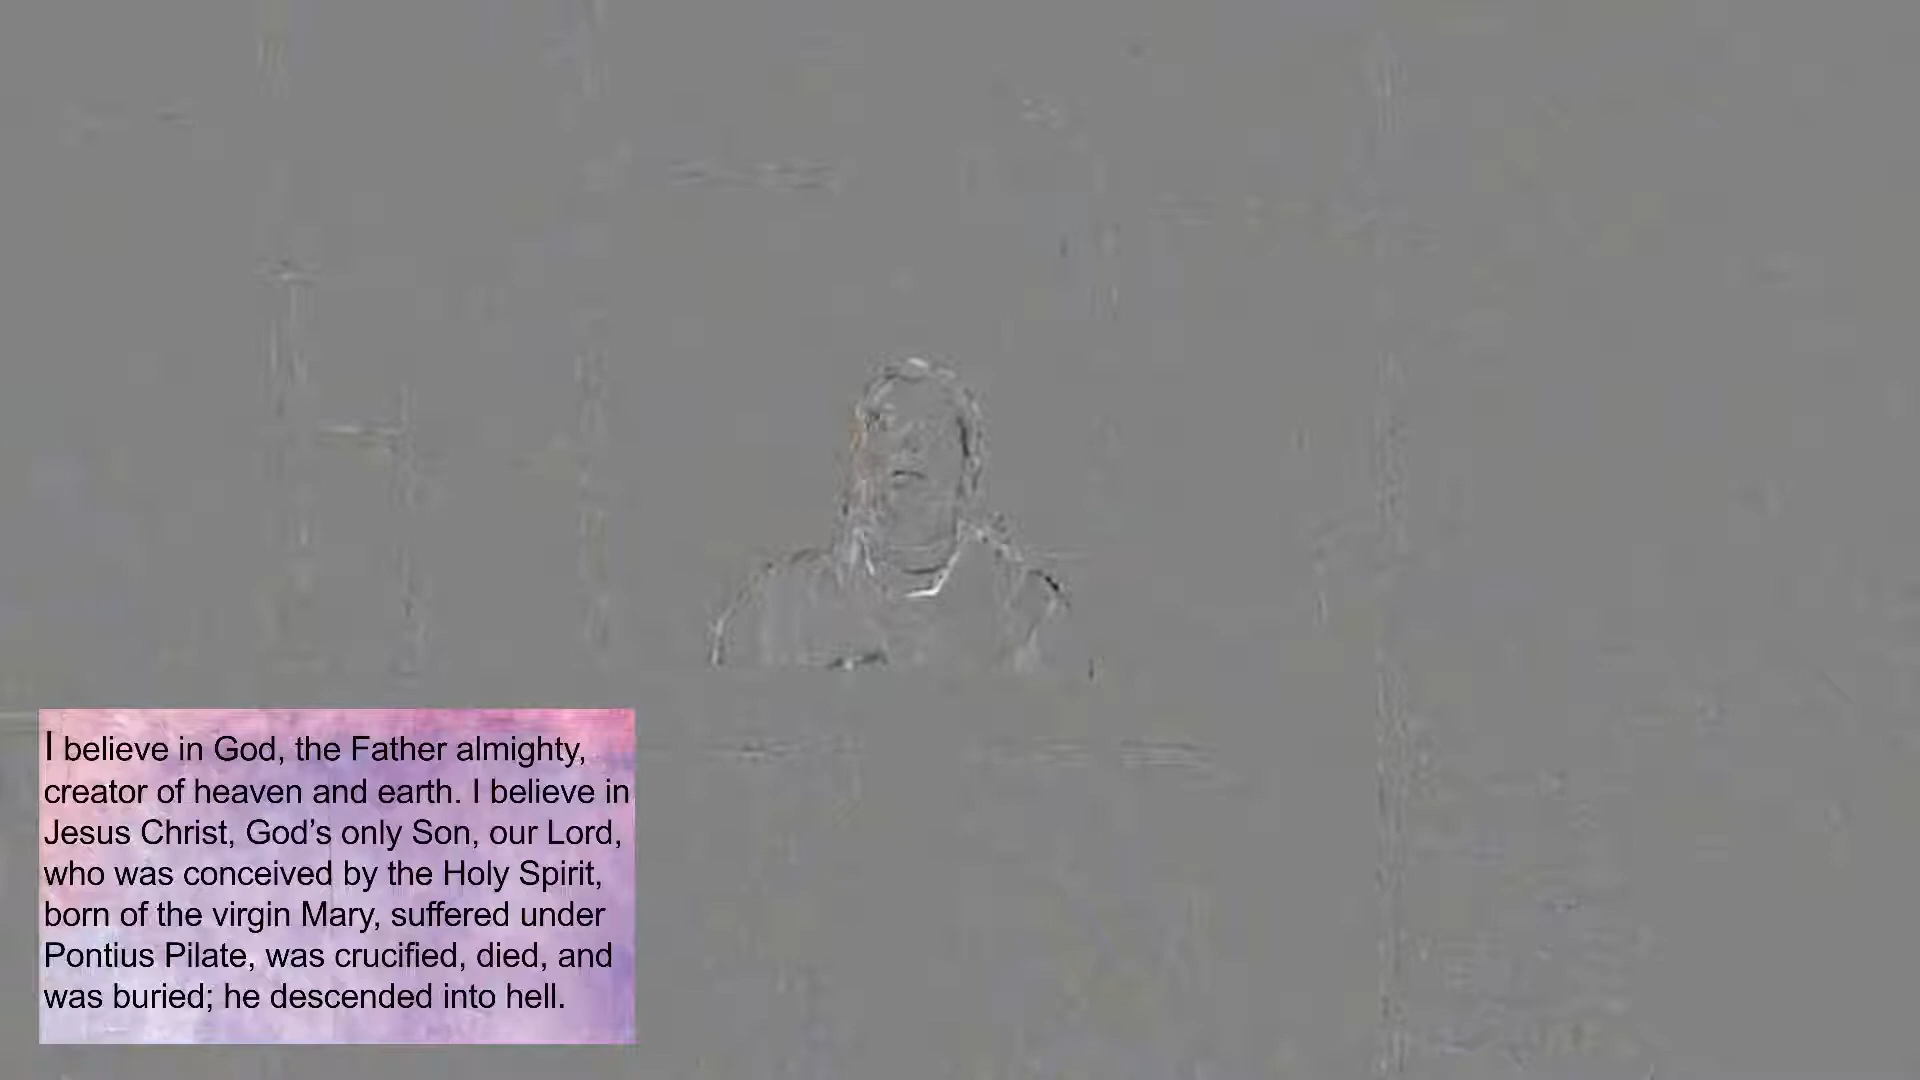 I believe in God, the Father almighty,
creator of heaven and earth. I believe in
Jesus Christ, God’s only Son, our Lord,
who was conceived by the Holy Spirit,
born of the virgin Mary, suffered under
Pontius Pilate, was crucified, died, and
was buried; he descended into hell.